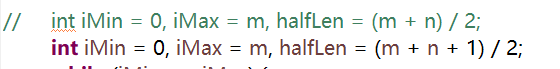 //   int iMin = 0, iMax = m, halfLen = (m + n) / 2;
int iMin = 0, iMax = m, halfLen = (m + n + 1) / 2;